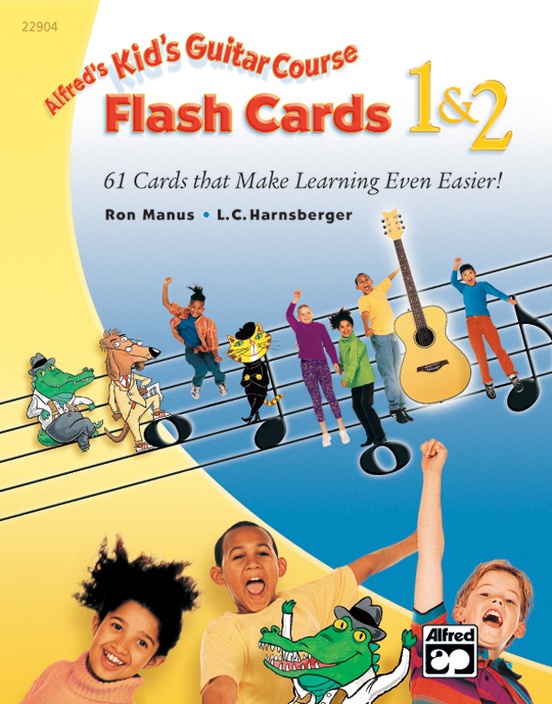 22904
Alfred's Kid's Guitar Course
Flash Cards 1&2
61 Cards that Make Learning Even Easier!
Ron Manus • L.C. Harnsberger
Alfred